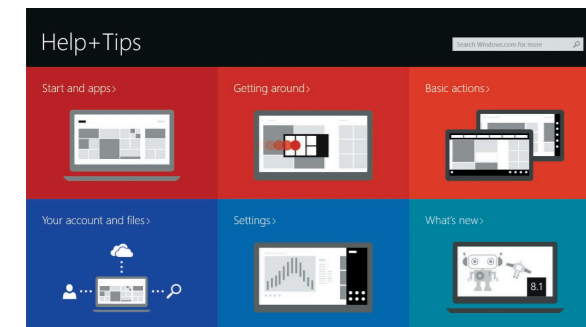 Help+Tips
Search Windows.com for more
Start and apps›
Getting around›
Basic actions›
Your account and files›
Settings›
What's new›
8.1